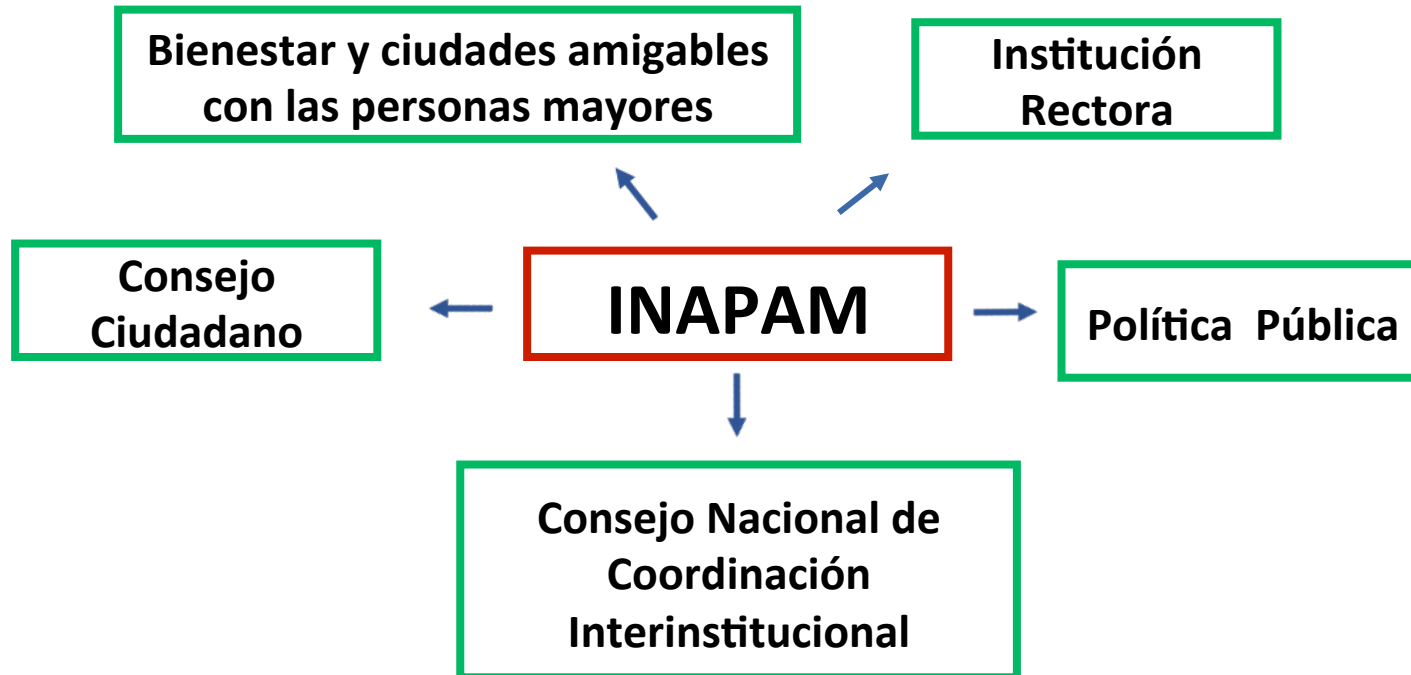 Bienestar y ciudades amigables
con las personas mayores
Institución
Rectora
Consejo
Ciudadano
INAPAM
Política Pública
Consejo Nacional de
Coordinación
Interinstitucional